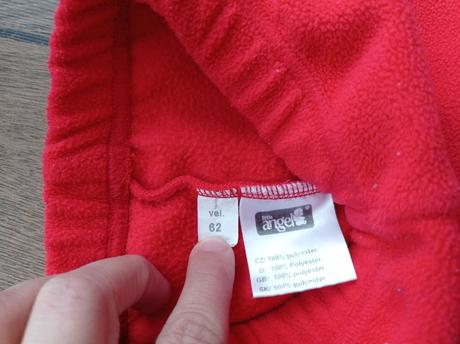 vel.
62
little
angel
CZ/ 100% polyester
D/ 100% Polyester
GB/ 100% polyester
SK/ 100% polyester